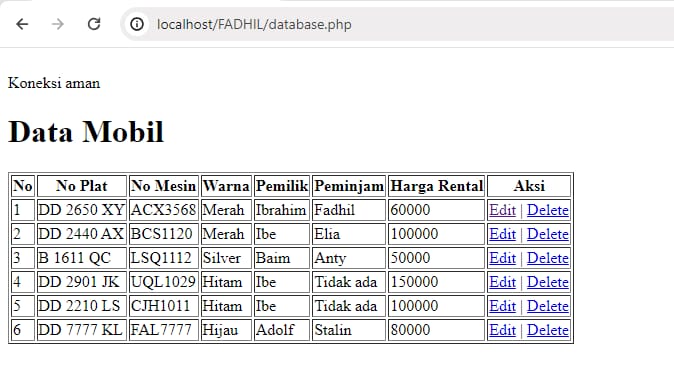 localhost/FADHIL/database.php
Koneksi aman
Data Mobil
No No Plat No Mesin Warna Pemilik Peminjam Harga Rental Aksi
1 DD 2650 XY ACX3568 Merah Ibrahim Fadhil 60000 Edit | Delete
2 DD 2440 AX BCS1120 Merah Ibe Elia 100000 Edit | Delete
3 B 1611 QC LSQ1112 Silver Baim Anty 50000 Edit | Delete
4 DD 2901 JK UQL1029 Hitam Ibe Tidak ada 150000 Edit | Delete
5 DD 2210 LS CJH1011 Hitam Ibe Tidak ada 100000 Edit | Delete
6 DD 7777 KL FAL7777 Hijau Adolf Stalin 80000 Edit | Delete